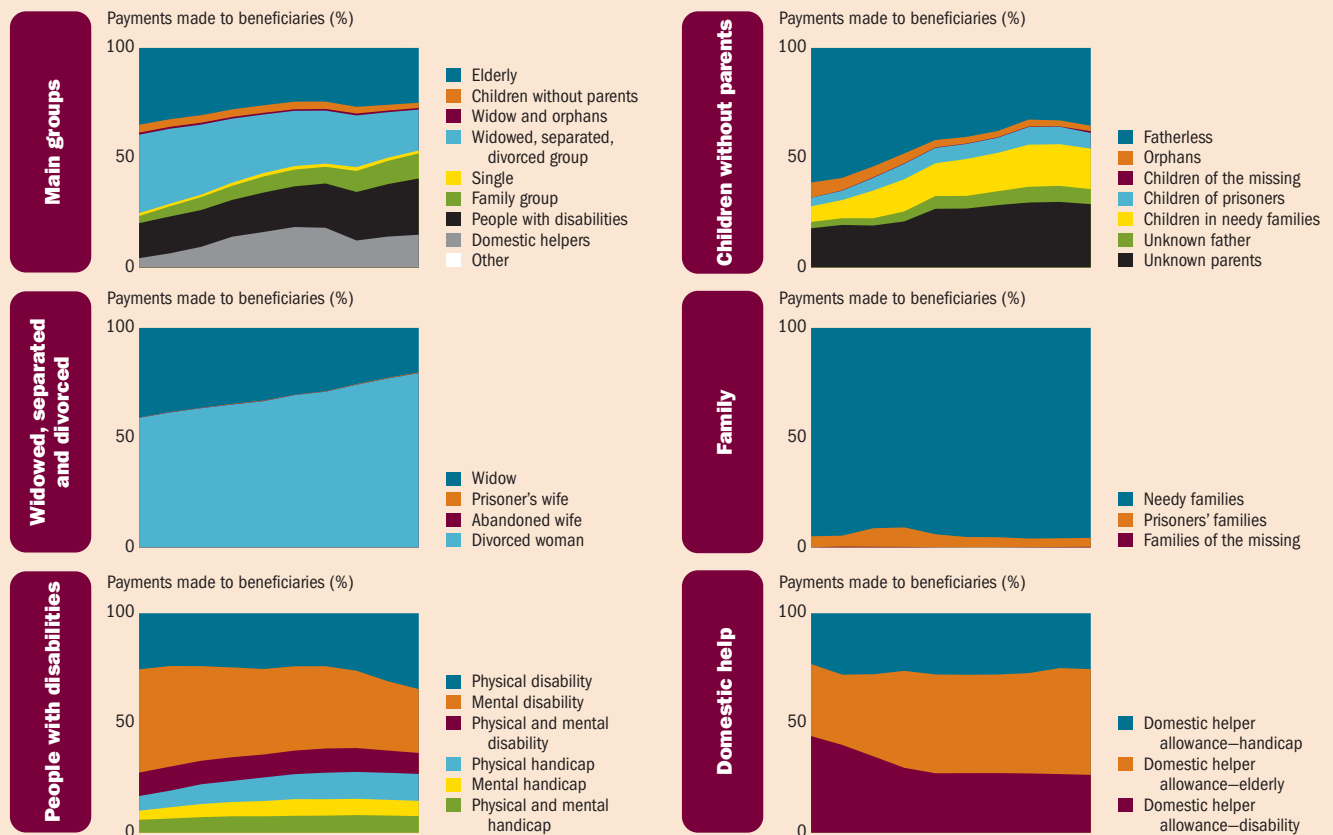 Main groups
Payments made to beneficiaries (%)
100
50
0
Elderly
Children without parents
Widow and orphans
Widowed, separated,
divorced group
Single
Family group
People with disabilities
Domestic helpers
Other
Children without parents
Payments made to beneficiaries (%)
100
50
0
Fatherless
Orphans
Children of the missing
Children of prisoners
Children in needy families
Unknown father
Unknown parents
Widowed, separated
and divorced
Payments made to beneficiaries (%)
100
50
0
Widow
Prisoner's wife
Abandoned wife
Divorced woman
Family
Payments made to beneficiaries (%)
100
50
0
Needy families
Prisoners' families
Families of the missing
People with disabilities
Payments made to beneficiaries (%)
100
50
0
Physical disability
Mental disability
Physical and mental
disability
Physical handicap
Mental handicap
Physical and mental
handicap
Domestic help
Payments made to beneficiaries (%)
100
50
0
Domestic helper
allowance—handicap
Domestic helper
allowance—elderly
Domestic helper
allowance—disability